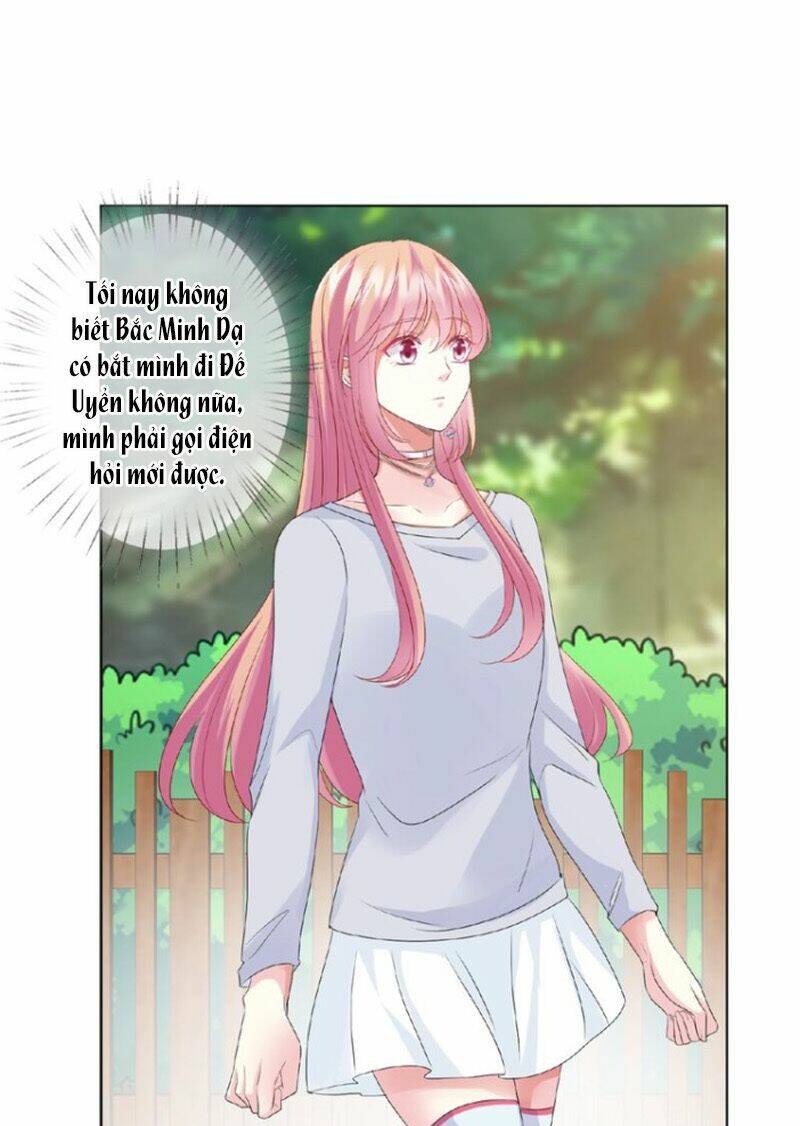 Tối nay không
biết Bắc Minh Dạ
có bắt mình đi Đế
Uyển không nữa,
mình phải gọi điện
hỏi mới được.